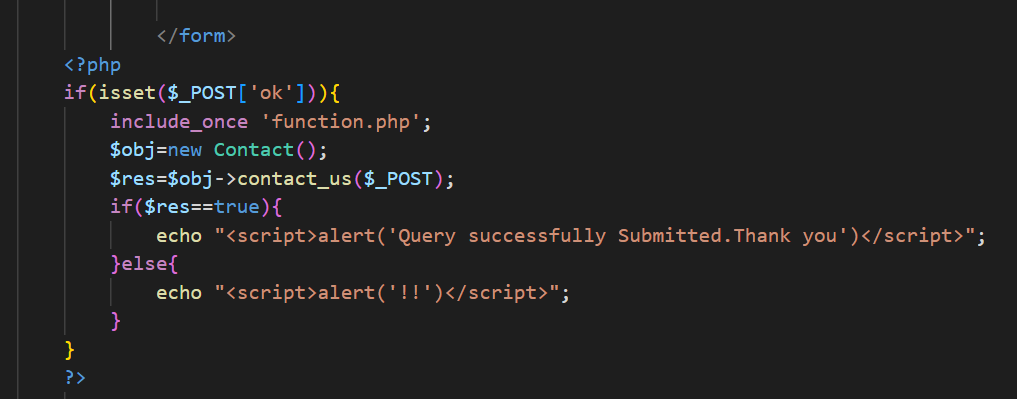 </form>
<?php
if(isset($_POST['ok'])){
include_once 'function.php';
$obj=new Contact();
$res=$obj->contact_us($_POST);
if($res==true){
echo "<script>alert('Query successfully Submitted.Thank you')</script>";
}else{
echo "<script>alert('!!')</script>";
}
}
?>